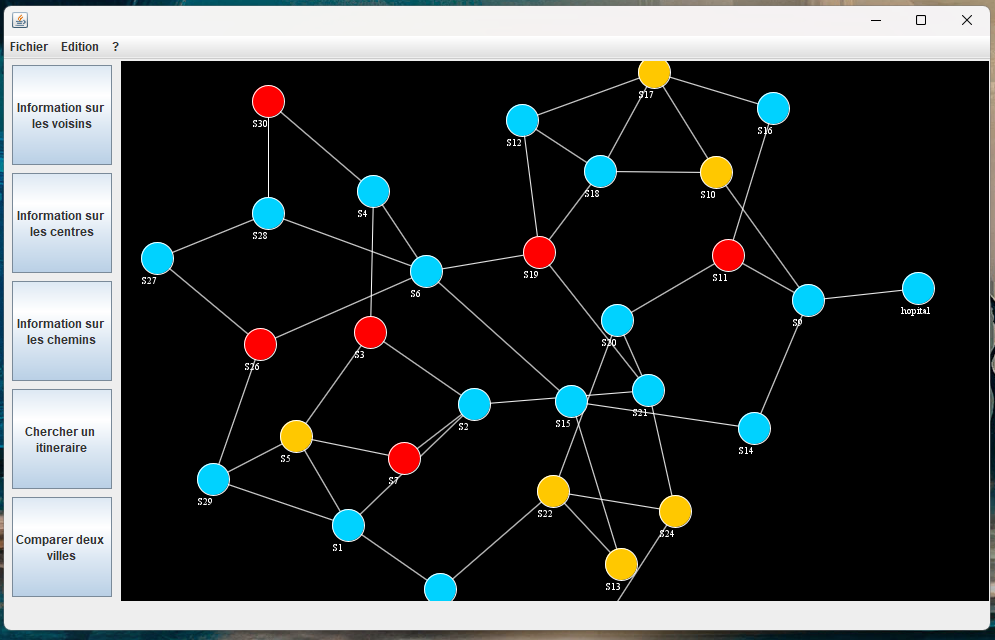 Fichier Edition ?
Information sur
les voisins
Information sur
les centres
Information sur
les chemins
Chercher un
itineraire
Comparer deux
villes
S17
S30
S16
S12
S18
S10
S4
S28
S19
S11
S27
S6
hopital
S9
S20
S3
S26
S21
S2
S15
S14
S5
S7
S29
S22
S24
S1
S13